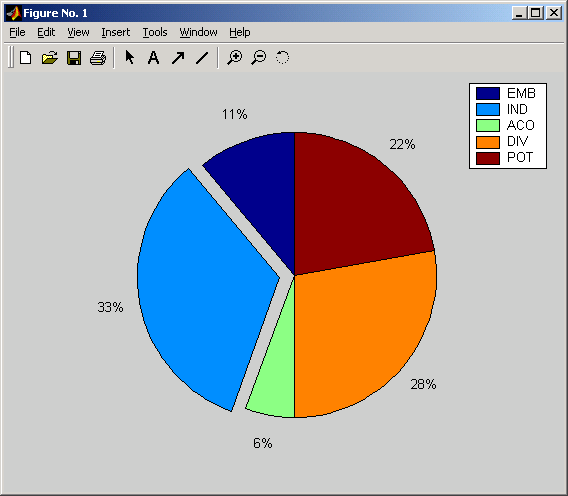 Figure No. 1
File Edit View Insert Tools Window Help
EMB
IND
ACO
DIV
POT
11%
22%
33%
28%
6%